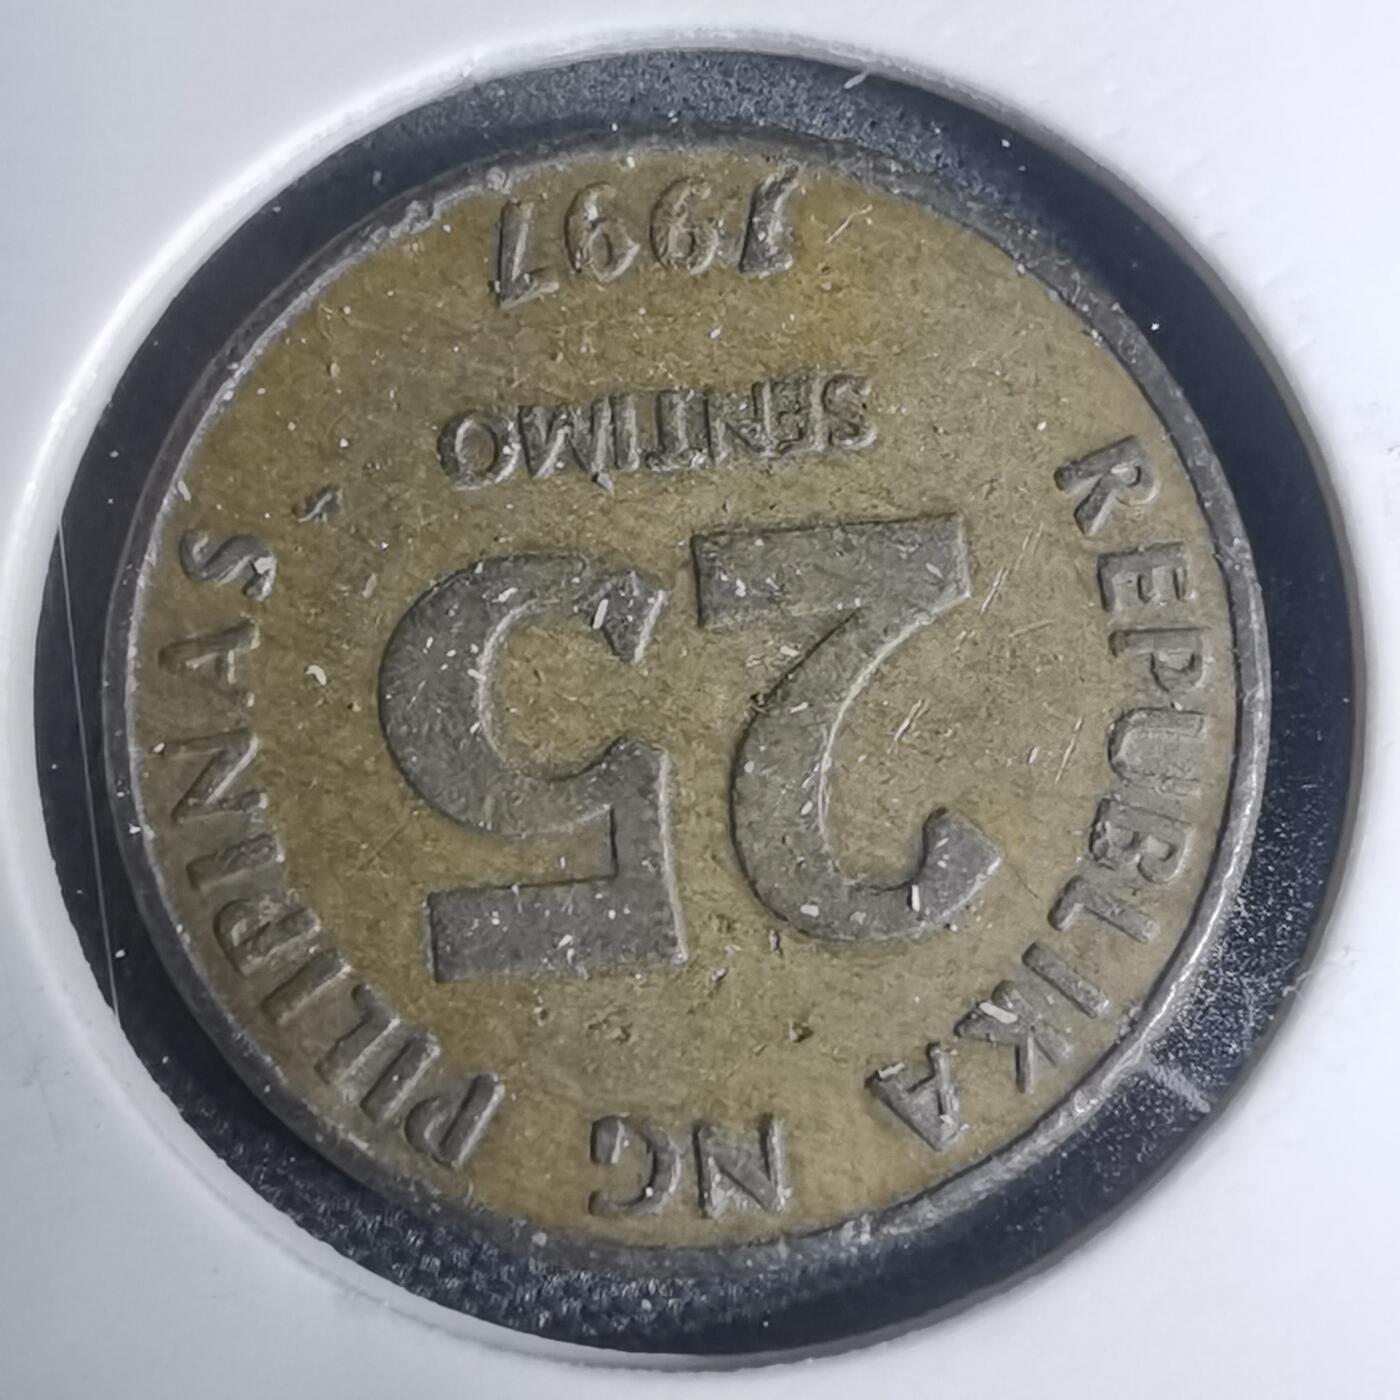 REPUBLIKA NG PILIPINAS
25
SENTIMO
1997